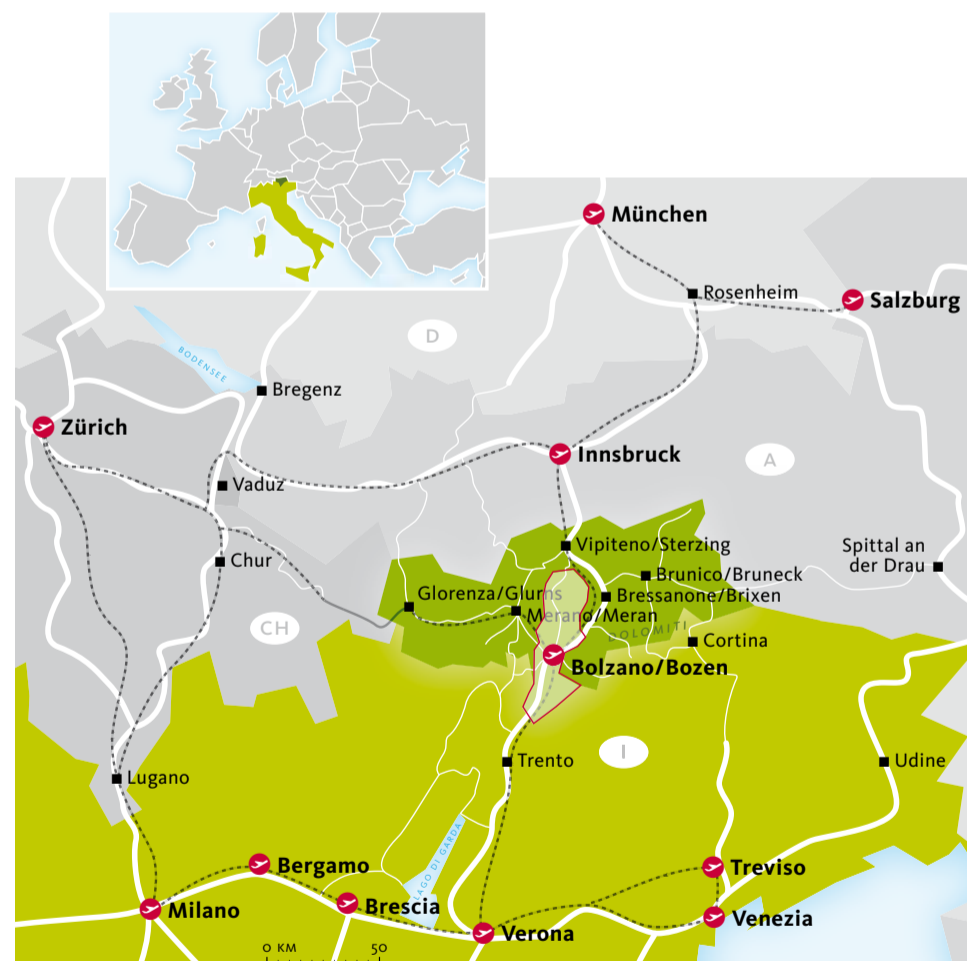 München
Rosenheim
Salzburg
D
BODENSEE
Bregenz
Zürich
Innsbruck
A
Vaduz
Vipiteno/Sterzing
Spittal an
der Drau
Chur
Brunico/Bruneck
Glorenza/Glurns
Bressanone/Brixen
Merano/Meran
CH
DOLOMITI
Cortina
Bolzano/Bozen
I
Trento
Udine
Lugano
LAGO DI GARDA
Bergamo
Treviso
Brescia
Milano
Venezia
Verona
0 KM 50